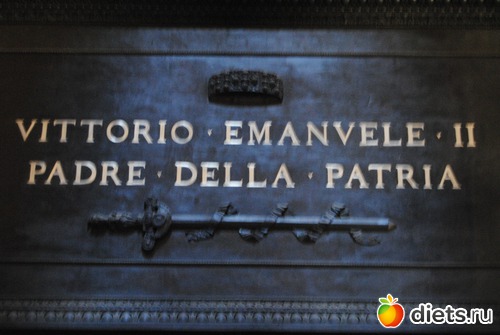 VITTORIO · EMANVELE · II
PADRE · DELLA · PATRIA
diets.ru